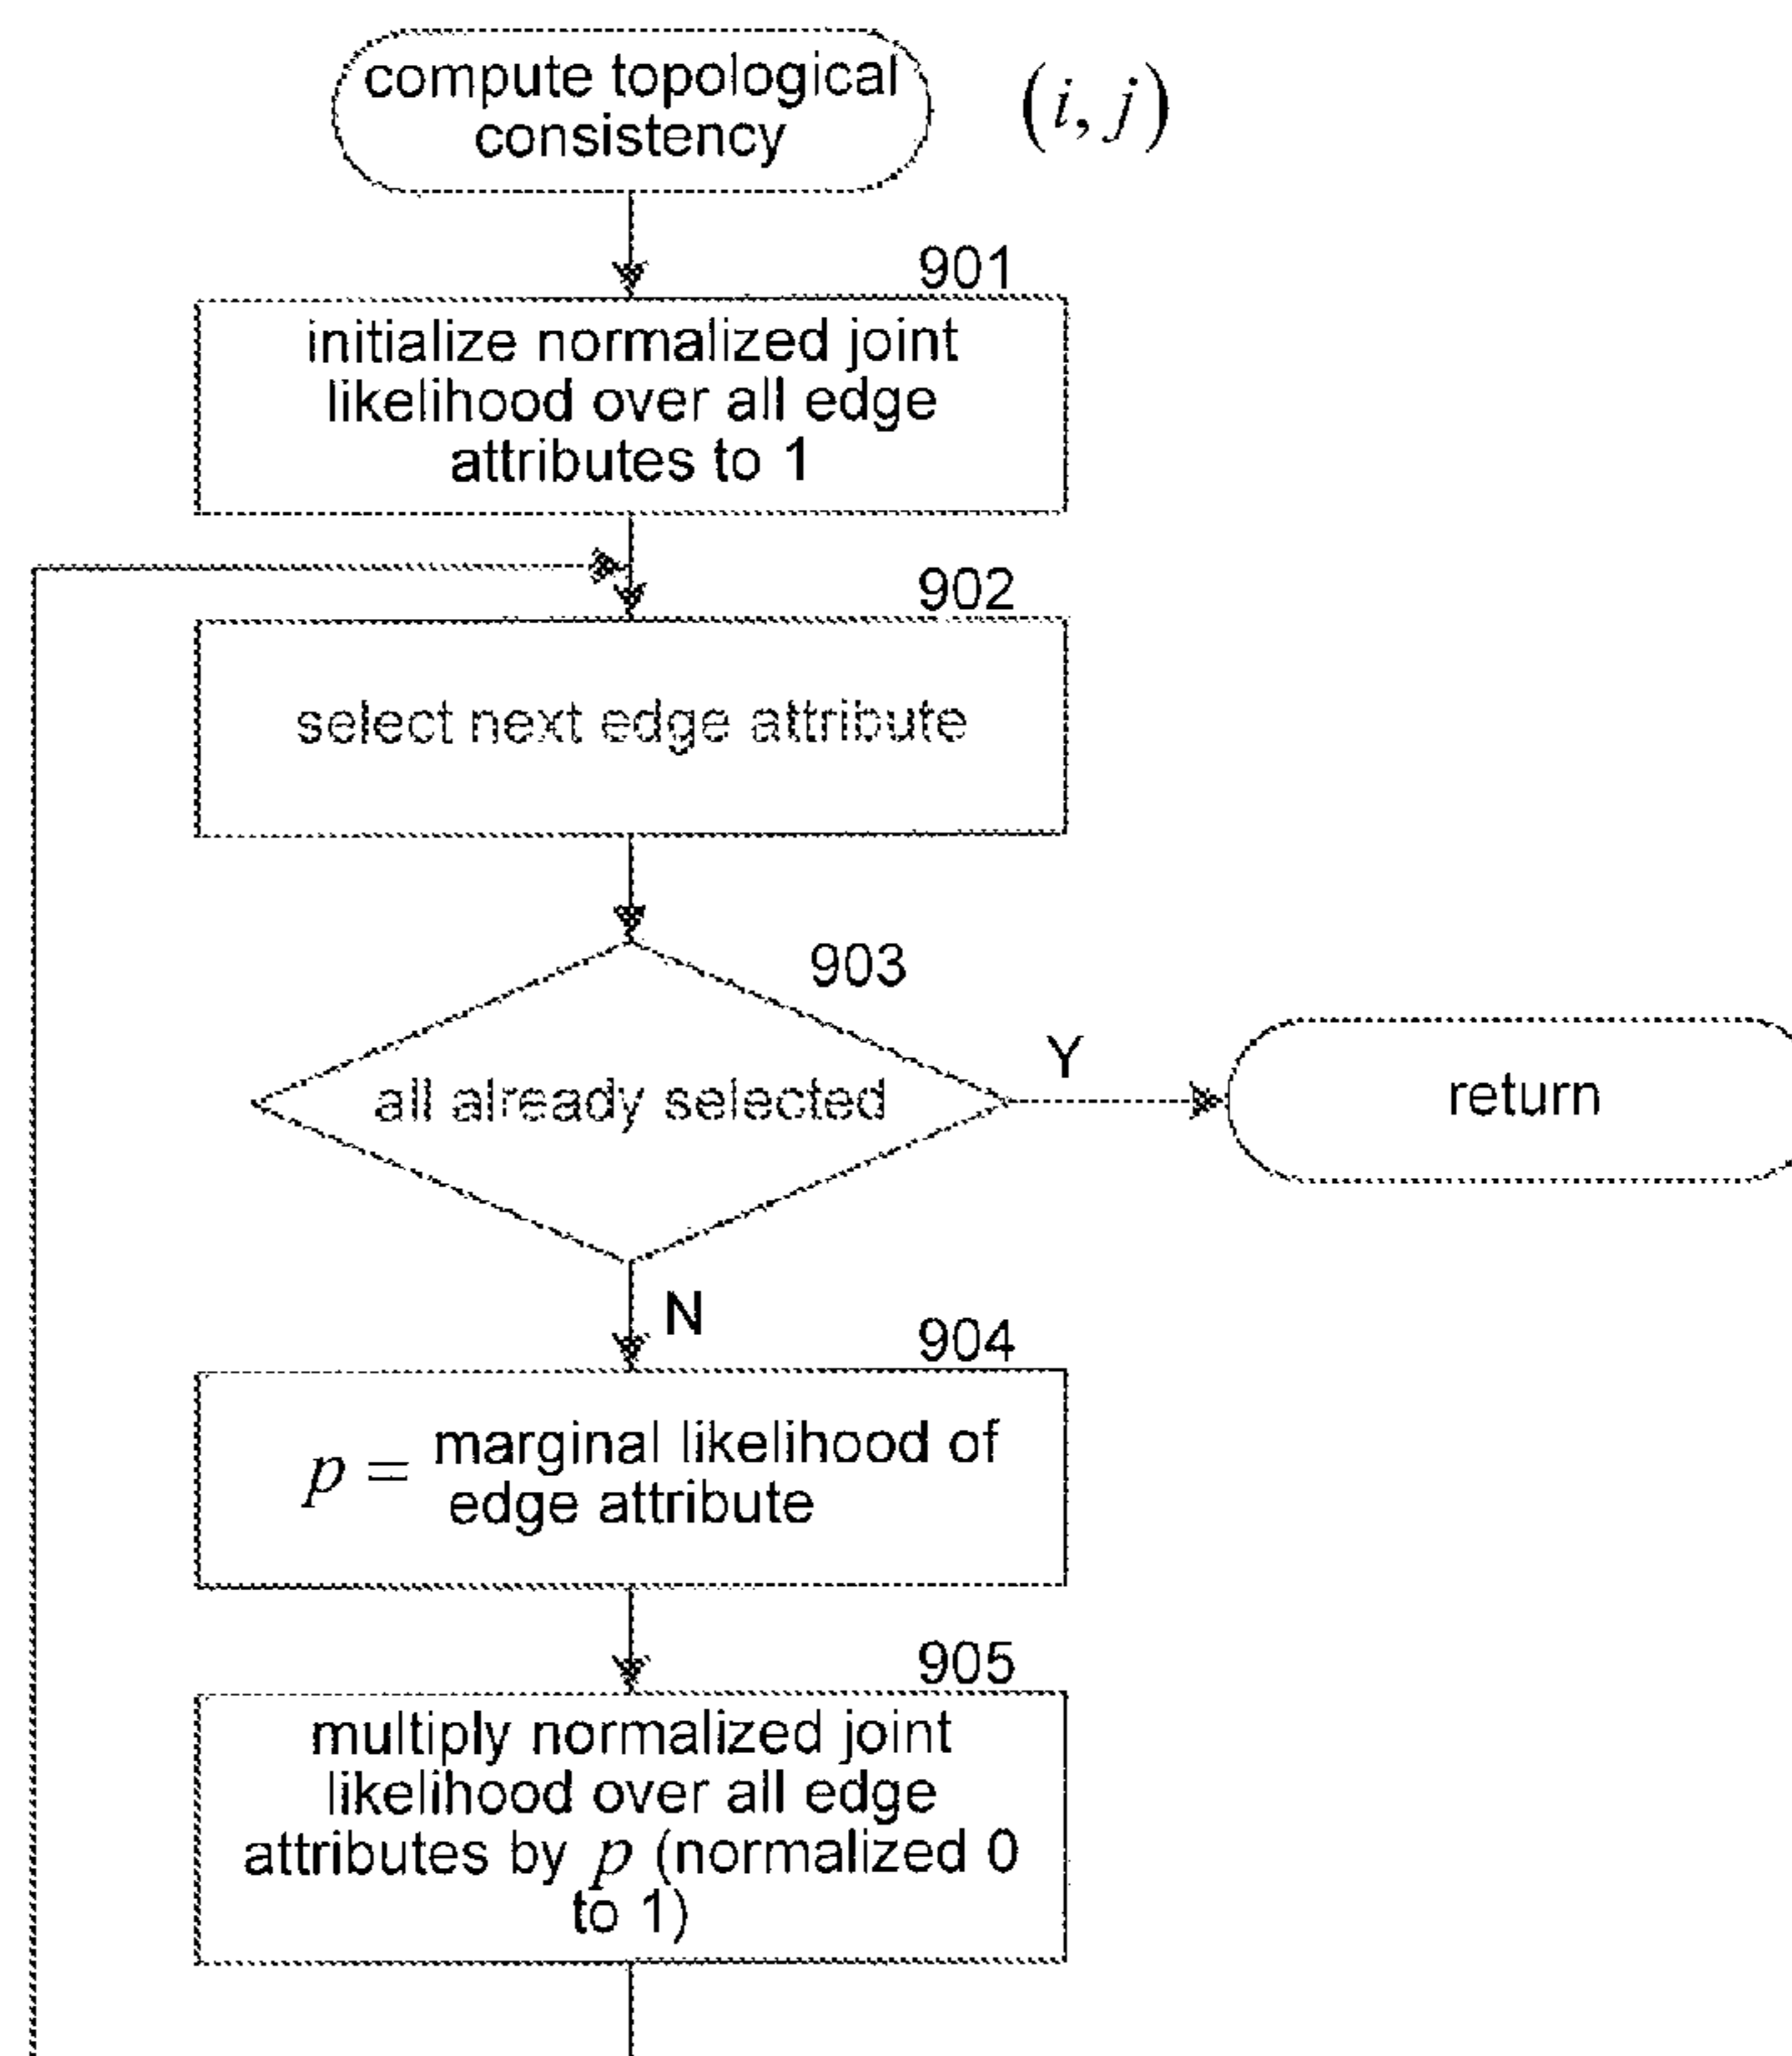 compute topological
consistency
(i, j)
901
initialize normalized joint
likelihood over all edge
attributes to 1
902
select next edge attribute
903
all already selected
Y
return
N
904
p = marginal likelihood of
edge attribute
905
multiply normalized joint
likelihood over all edge
attributes by p (normalized 0
to 1)